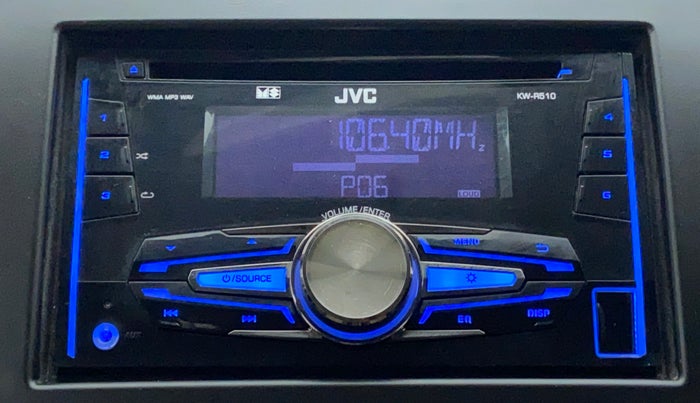 WMA MP3 WAV
JVC
KW-R510
1
2
3
4
5
6
106.40MHz
P06
LOUD
VOLUME/ENTER
MENU
/SOURCE
EQ
DISP
AUX